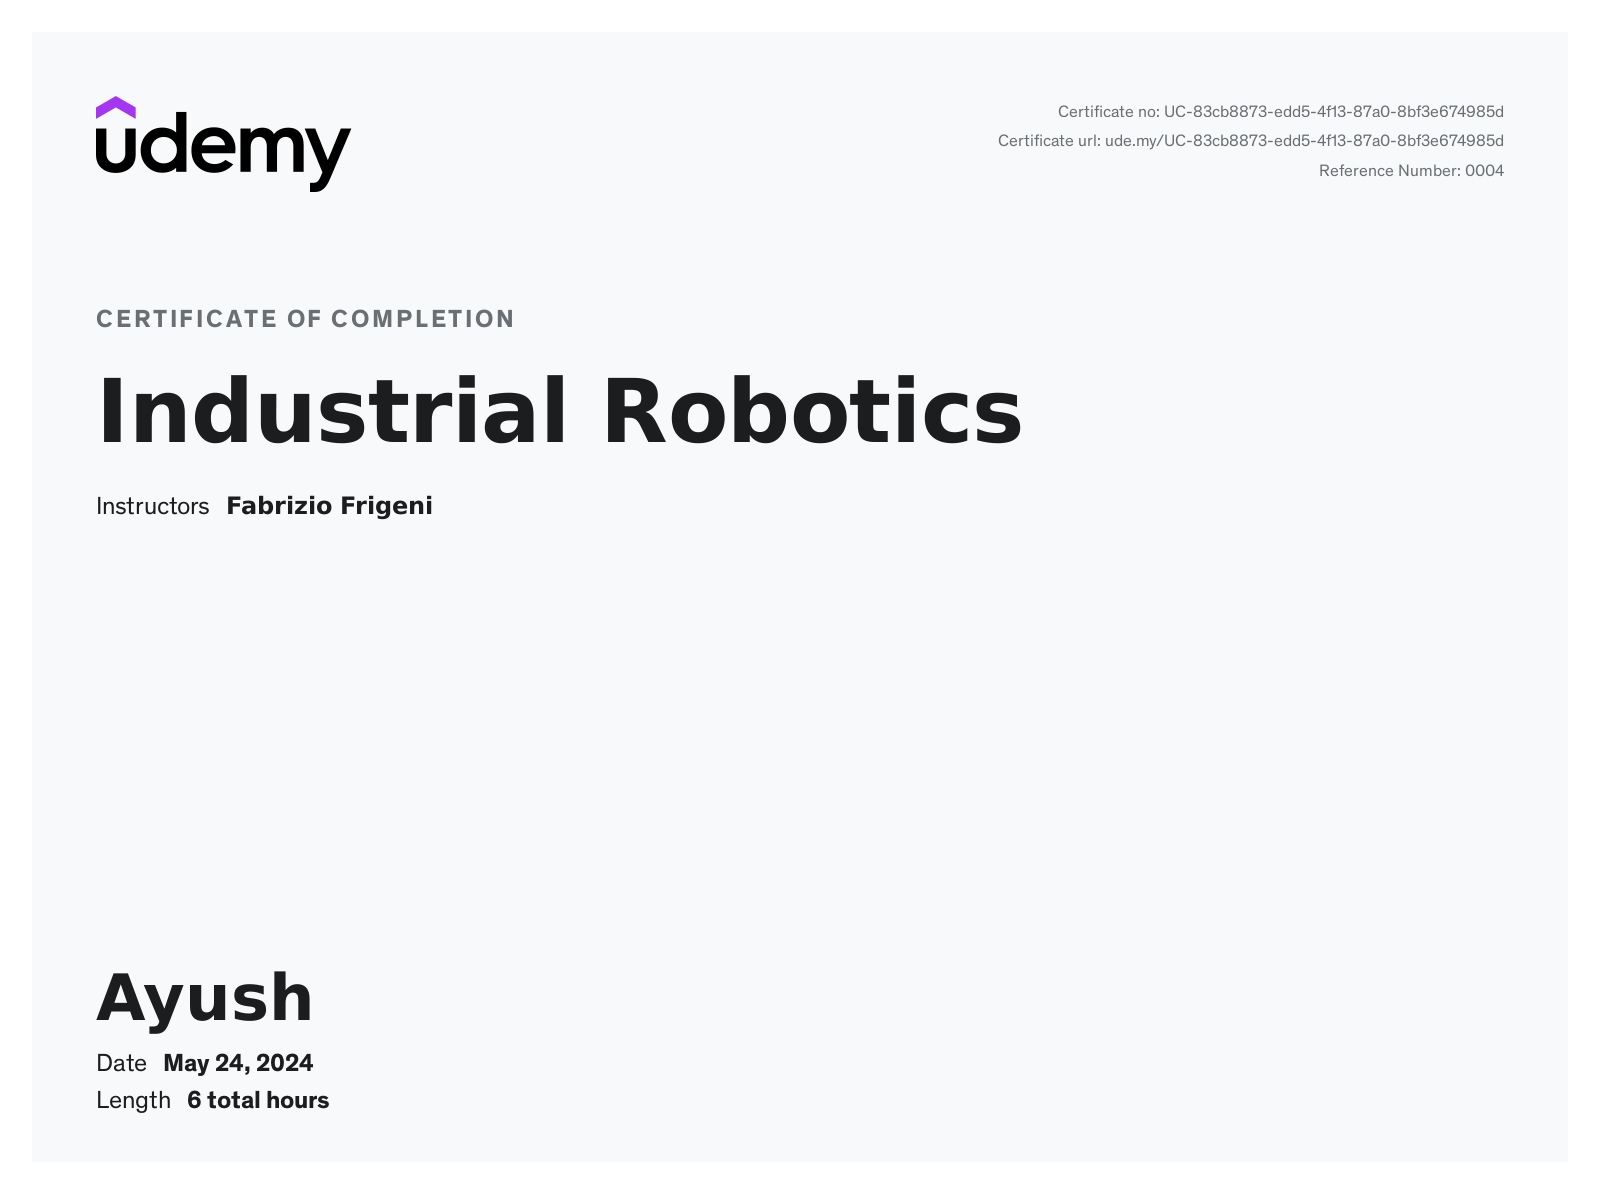 udemy
Certificate no: UC-83cb8873-edd5-4f13-87a0-8bf3e674985d
Certificate url: ude.my/UC-83cb8873-edd5-4f13-87a0-8bf3e674985d
Reference Number: 0004
CERTIFICATE OF COMPLETION
Industrial Robotics
Instructors Fabrizio Frigeni
Ayush
Date May 24, 2024
Length 6 total hours